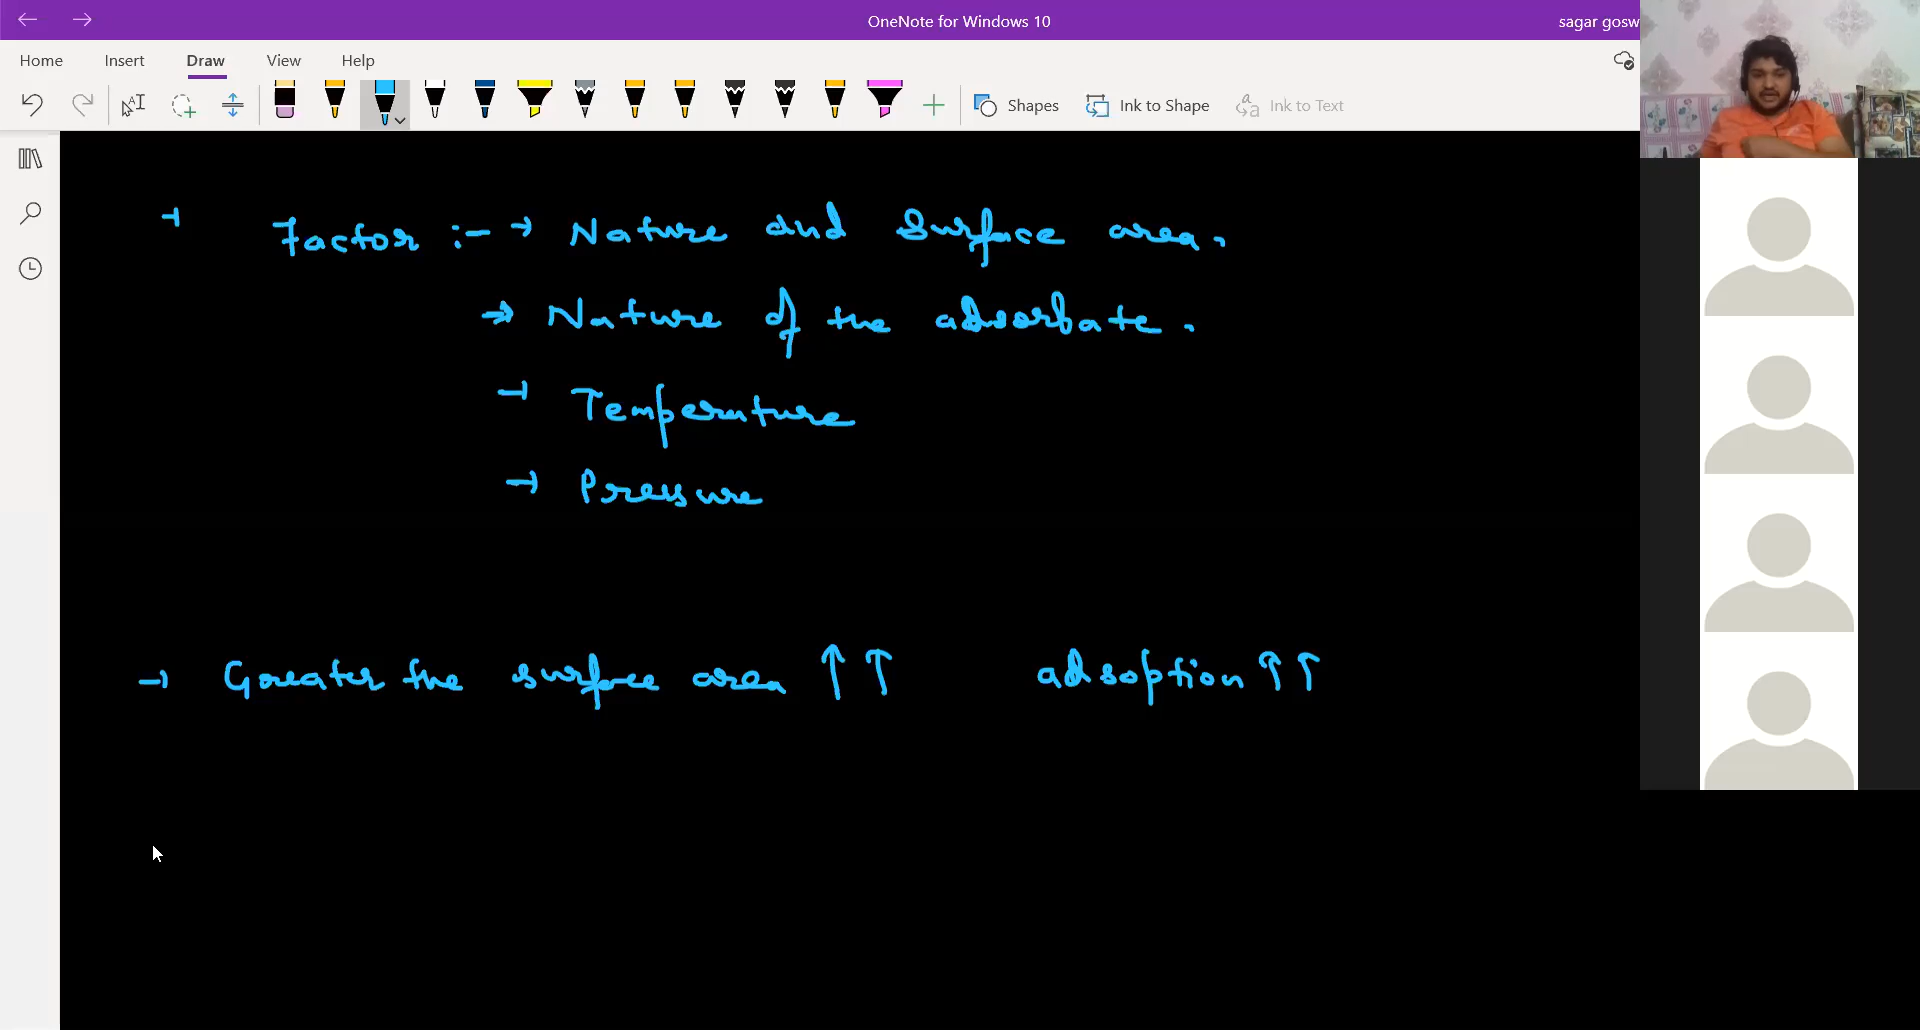 OneNote for Windows 10
sagar gosw
Home Insert Draw View Help
Shapes Ink to Shape Ink to Text
→ Factor :- → Nature and Surface area.
→ Nature of the adsorbate.
→ Temperature
→ Pressure
→ Greater the surface area ↑↑ adsoption ↑↑